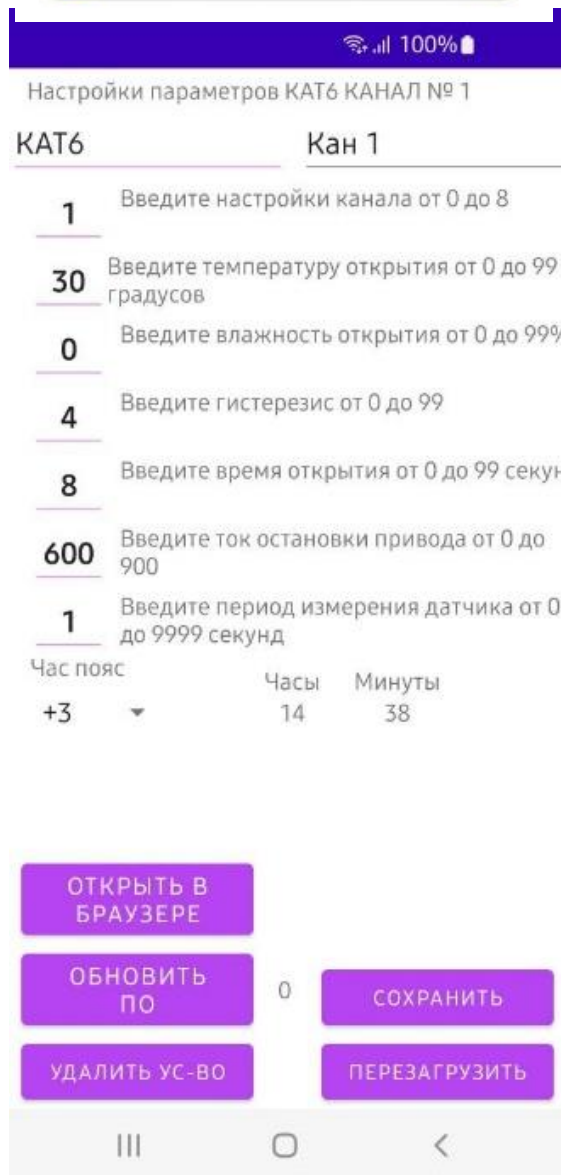 100%
Настройки параметров КАТ6 КАНАЛ № 1
КАТ6 Кан 1
1 Введите настройки канала от 0 до 8
30 Введите температуру открытия от 0 до 99
градусов
0 Введите влажность открытия от 0 до 99%
4 Введите гистерезис от 0 до 99
8 Введите время открытия от 0 до 99 секун
600 Введите ток остановки привода от 0 до
900
1 Введите период измерения датчика от 0
до 9999 секунд
Час пояс
Часы Минуты
+3 14 38
ОТКРЫТЬ В
БРАУЗЕРЕ
ОБНОВИТЬ
ПО
0 СОХРАНИТЬ
УДАЛИТЬ УС-ВО ПЕРЕЗАГРУЗИТЬ